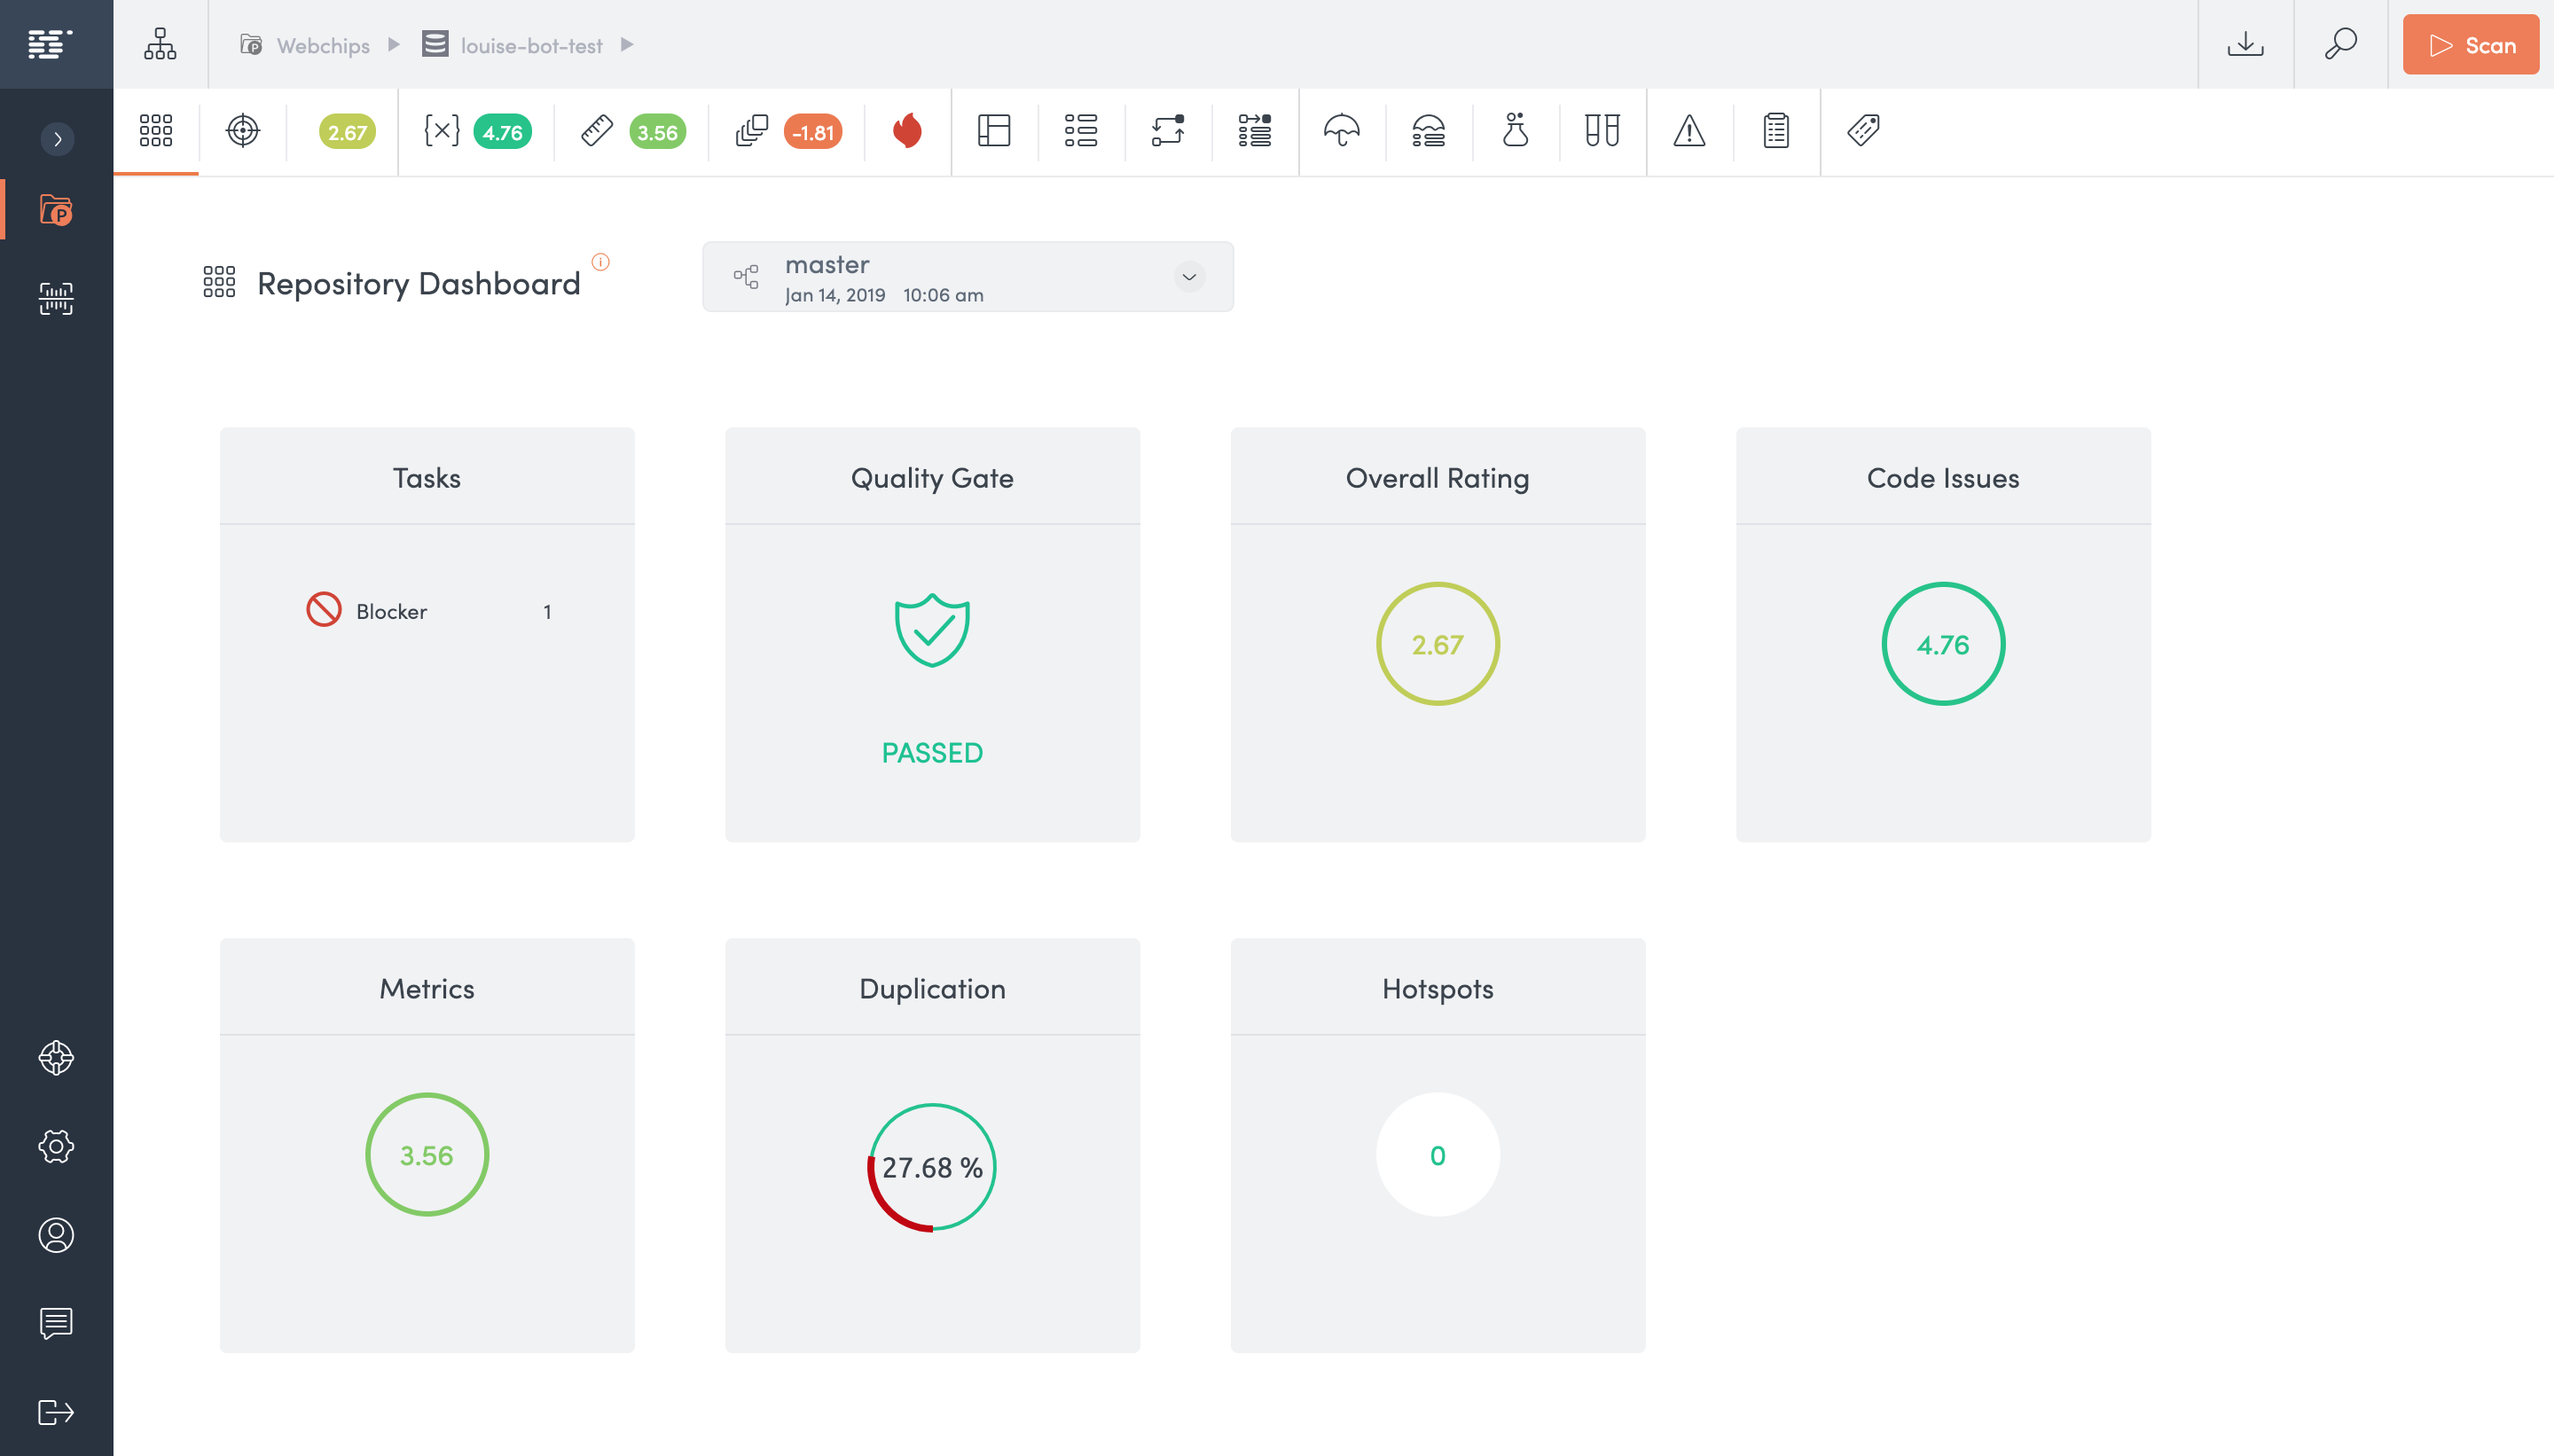 Webchips
louise-bot-test
Scan
2.67
4.76
3.56
-1.81
Repository Dashboard
master
Jan 14, 2019 10:06 am
Tasks
Blocker 1
Quality Gate
PASSED
Overall Rating
2.67
Code Issues
4.76
Metrics
3.56
Duplication
27.68 %
Hotspots
0